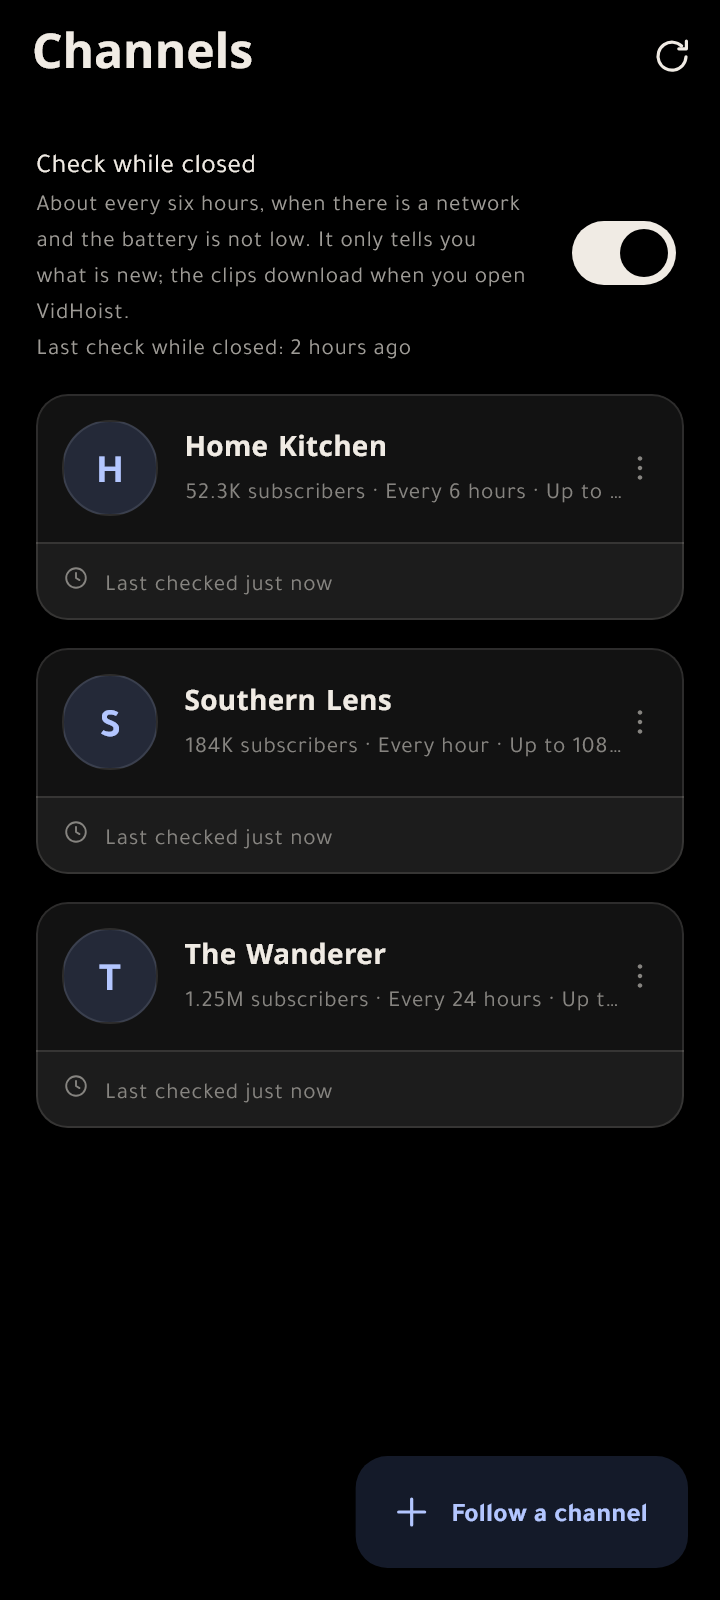 Channels
Check while closed
About every six hours, when there is a network
and the battery is not low. It only tells you
what is new; the clips download when you open
VidHoist.
Last check while closed: 2 hours ago
H
Home Kitchen
52.3K subscribers · Every 6 hours · Up to …
Last checked just now
S
Southern Lens
184K subscribers · Every hour · Up to 108…
Last checked just now
T
The Wanderer
1.25M subscribers · Every 24 hours · Up t…
Last checked just now
Follow a channel